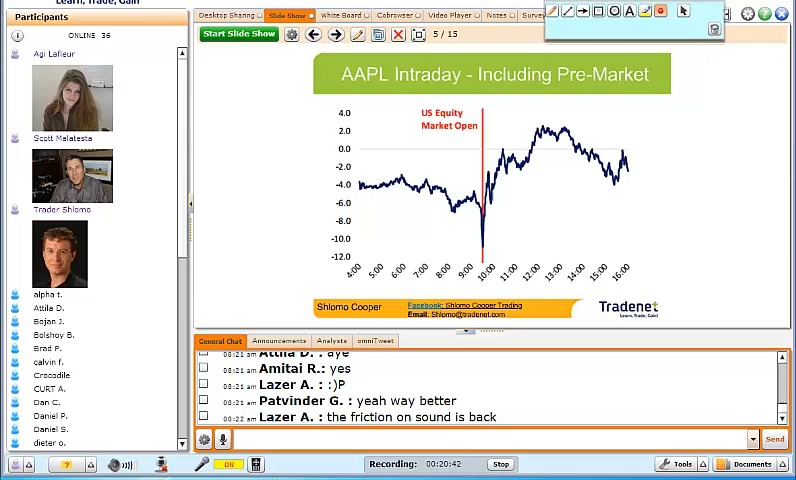 Learn, Trade, Gain
Participants
ONLINE 36
Agi Lafleur
Scott Malatesta
Trader Shlomo
alpha t.
Attila D.
Bojan J.
Bolshoy B.
Brad P.
calvin f.
Crocodile
CURT A.
Dan C.
Daniel P.
Daniel S.
dieter o.
Desktop Sharing
Slide Show
White Board
Cobrowser
Video Player
Notes
Survey
Start Slide Show
5 / 15
AAPL Intraday - Including Pre-Market
US Equity
Market Open
4.0
2.0
0.0
-2.0
-4.0
-6.0
-8.0
-10.0
-12.0
4:00 5:00 6:00 7:00 8:00 9:00 10:00 11:00 12:00 13:00 14:00 15:00 16:00
Shlomo Cooper
Facebook: Shlomo Cooper Trading
Email: Shlomo@tradenet.com
Tradenet
Learn, Trade, Gain!
General Chat
Announcements
Analysts
omniTweet
08:21 am Attila D. : aye
08:21 am Amitai R.: yes
08:21 am Lazer A. : :)P
08:21 am Patvinder G. : yeah way better
08:22 am Lazer A. : the friction on sound is back
Send
ON
Recording: 00:20:42
Stop
Tools
Documents